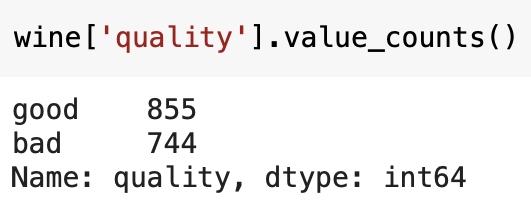 wine['quality'].value_counts()
good    855
bad     744
Name: quality, dtype: int64